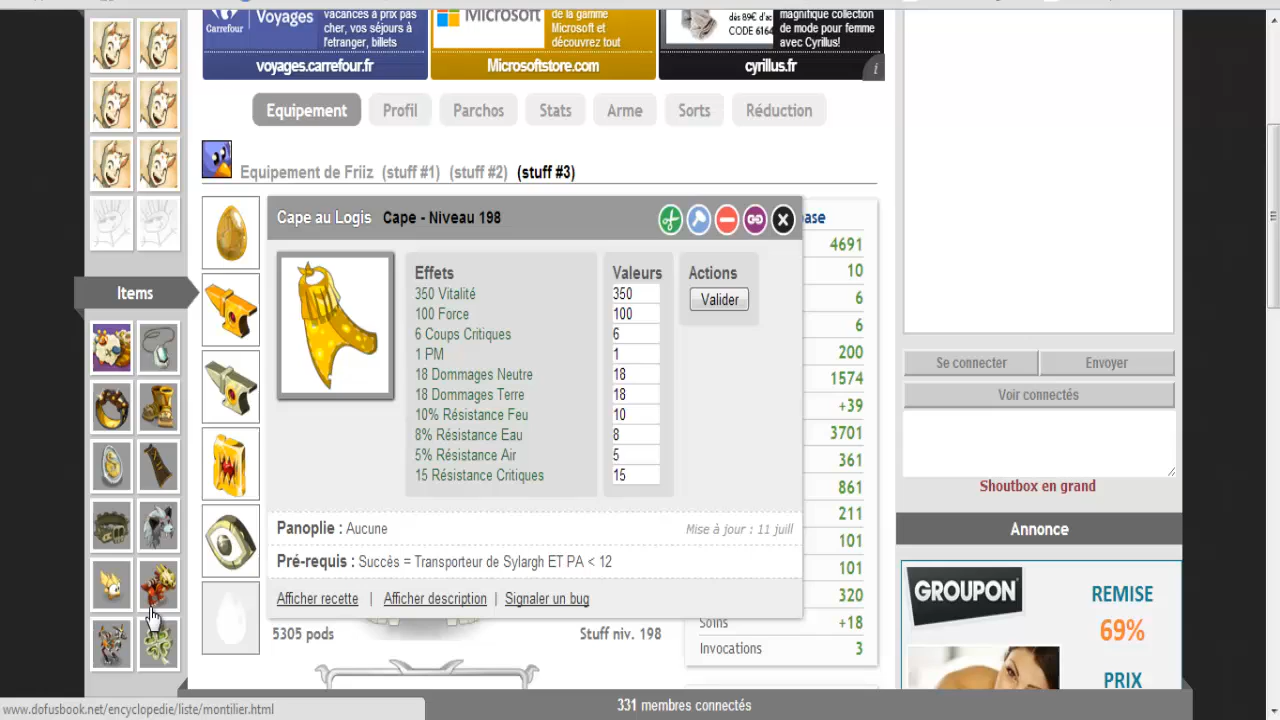 Carrefour
Voyages
vacances à prix pas
cher, vos séjours à
l'etranger, billets
voyages.carrefour.fr
Microsoft
de la gamme
Microsoft et
découvrez tout
Microsoftstore.com
dès 89€ d'ac
CODE 6164
magnifique collection
de mode pour femme
avec Cyrillus!
cyrillus.fr
i
Equipement
Profil
Parchos
Stats
Arme
Sorts
Réduction
Equipement de Friiz (stuff #1) (stuff #2) (stuff #3)
Items
Cape au Logis Cape - Niveau 198
Effets
350 Vitalité
100 Force
6 Coups Critiques
1 PM
18 Dommages Neutre
18 Dommages Terre
10% Résistance Feu
8% Résistance Eau
5% Résistance Air
15 Résistance Critiques
Valeurs
350
100
6
1
18
18
10
8
5
15
Actions
Valider
Panoplie : Aucune
Mise à jour : 11 juill
Pré-requis : Succès = Transporteur de Sylargh ET PA < 12
Afficher recette | Afficher description | Signaler un bug
5305 pods
Stuff niv. 198
ase
4691
10
6
6
200
1574
+39
3701
361
861
211
101
101
320
Soins +18
Invocations 3
Se connecter
Envoyer
Voir connectés
Shoutbox en grand
Annonce
GROUPON
REMISE
69%
PRIX
www.dofusbook.net/encyclopedie/liste/montilier.html
331 membres connectés